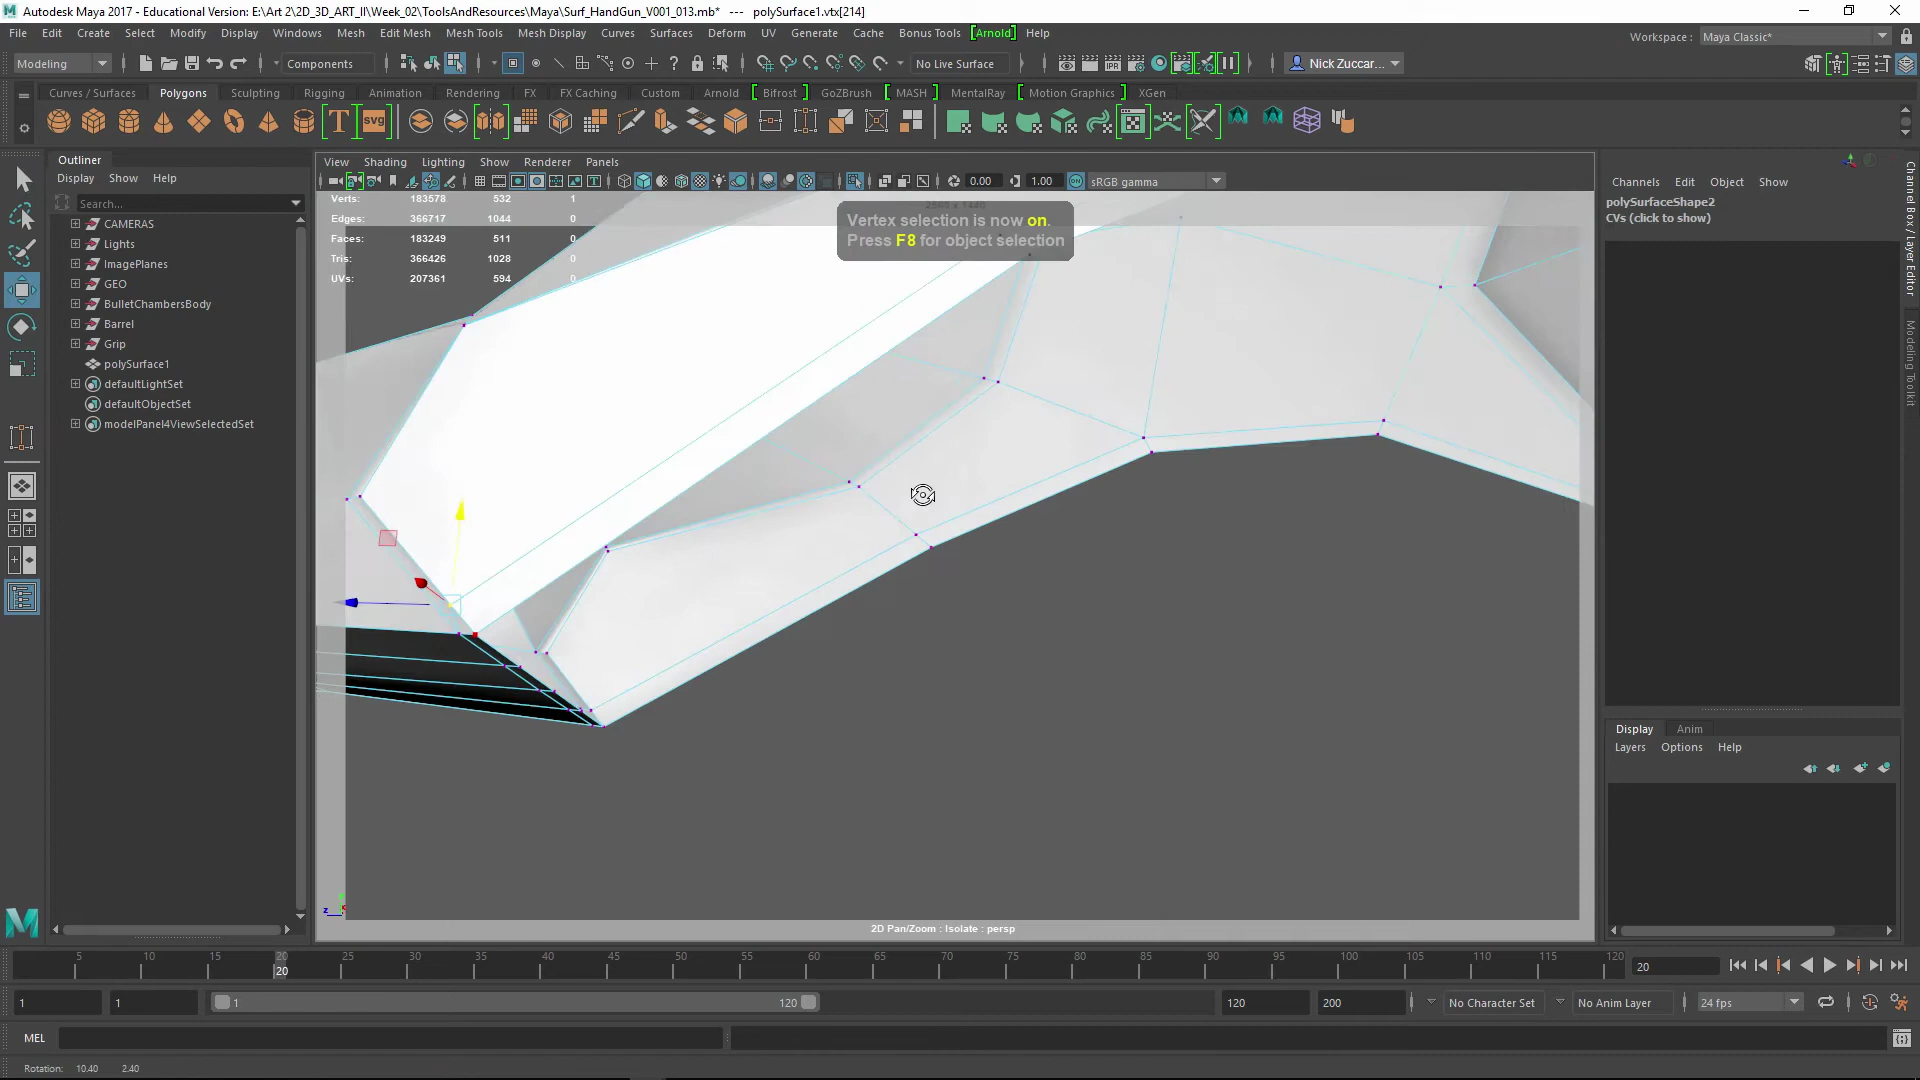 Autodesk Maya 2017 - Educational Version: E:\Art 2\2D_3D_ART_II\Week_02\ToolsAndResources\Maya\Surf_HandGun_V001_013.mb* --- polySurface1.vtx[214]
File Edit Create Select Modify Display Windows Mesh Edit Mesh Mesh Tools Mesh Display Curves Surfaces Deform UV Generate Cache Bonus Tools [Arnold] Help
Workspace : Maya Classic*
Modeling Components No Live Surface Nick Zuccar...
Curves / Surfaces Polygons Sculpting Rigging Animation Rendering FX FX Caching Custom Arnold [ Bifrost ] GoZBrush [ MASH ] MentalRay [ Motion Graphics ] XGen
T svg
Outliner
Display Show Help
Search...
CAMERAS
Lights
ImagePlanes
GEO
BulletChambersBody
Barrel
Grip
polySurface1
defaultLightSet
defaultObjectSet
modelPanel4ViewSelectedSet
View Shading Lighting Show Renderer Panels
0.00 1.00 sRGB gamma
Verts: 183578 532 1
Edges: 366717 1044 0
Faces: 183249 511 0
Tris: 366426 1028 0
UVs: 207361 594 0
Vertex selection is now on.
Press F8 for object selection
z
2D Pan/Zoom : Isolate : persp
Channels Edit Object Show
polySurfaceShape2
CVs (click to show)
Channel Box / Layer Editor
Modeling Toolkit
Display Anim
Layers Options Help
5 10 15 20 25 30 35 40 45 50 55 60 65 70 75 80 85 90 95 100 105 110 115 120
20
20
1 1 1 120 120 200 No Character Set No Anim Layer 24 fps
MEL
Rotation: 10.40 2.40